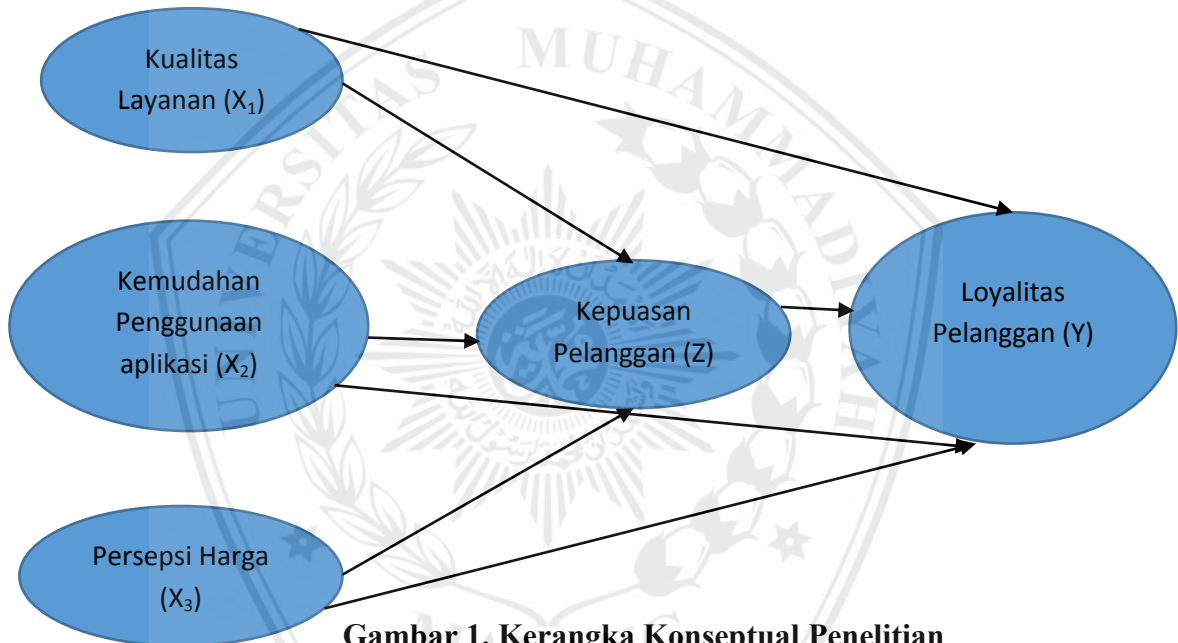 Kualitas
Layanan (X₁)
UNIVERSITAS MUHAMMADIYAH
Kemudahan
Penggunaan
aplikasi (X₂)
Kepuasan
Pelanggan (Z)
Loyalitas
Pelanggan (Y)
Persepsi Harga
(X₃)
Gambar 1. Kerangka Konseptual Penelitian